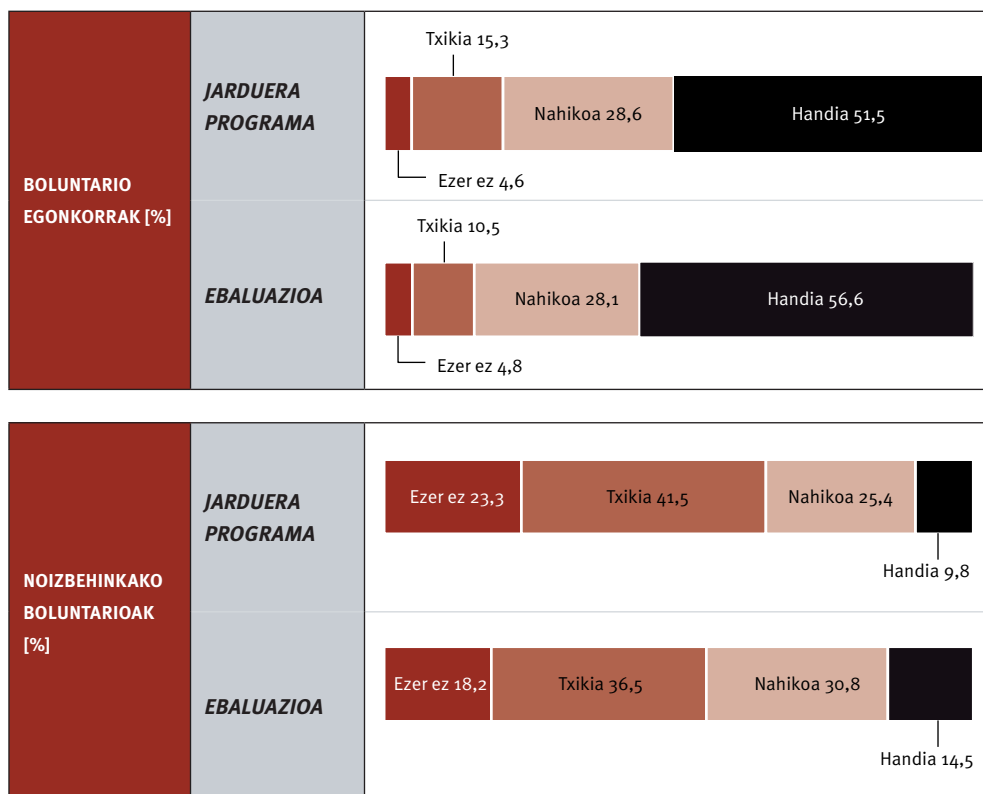 BOLUNTARIO
EGONKORRAK [%]
JARDUERA
PROGRAMA
Txikia 15,3
Nahikoa 28,6
Handia 51,5
Ezer ez 4,6
EBALUAZIOA
Txikia 10,5
Nahikoa 28,1
Handia 56,6
Ezer ez 4,8
NOIZBEHINKAKO
BOLUNTARIOAK
[%]
JARDUERA
PROGRAMA
Ezer ez 23,3
Txikia 41,5
Nahikoa 25,4
Handia 9,8
EBALUAZIOA
Ezer ez 18,2
Txikia 36,5
Nahikoa 30,8
Handia 14,5